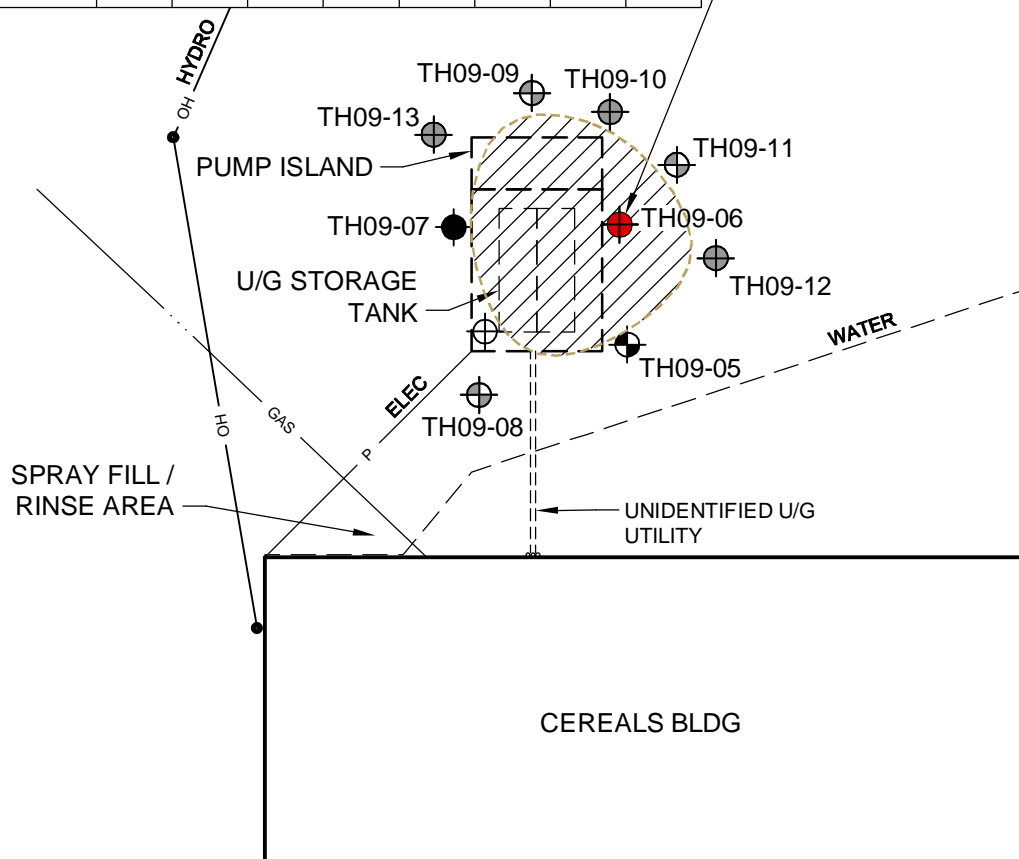 HYDRO
OH
TH09-09
TH09-10
TH09-13
TH09-11
PUMP ISLAND
TH09-07
TH09-06
U/G STORAGE
TANK
TH09-12
WATER
TH09-05
ELEC
GAS
OH
P
TH09-08
SPRAY FILL /
RINSE AREA
UNIDENTIFIED U/G
UTILITY
CEREALS BLDG